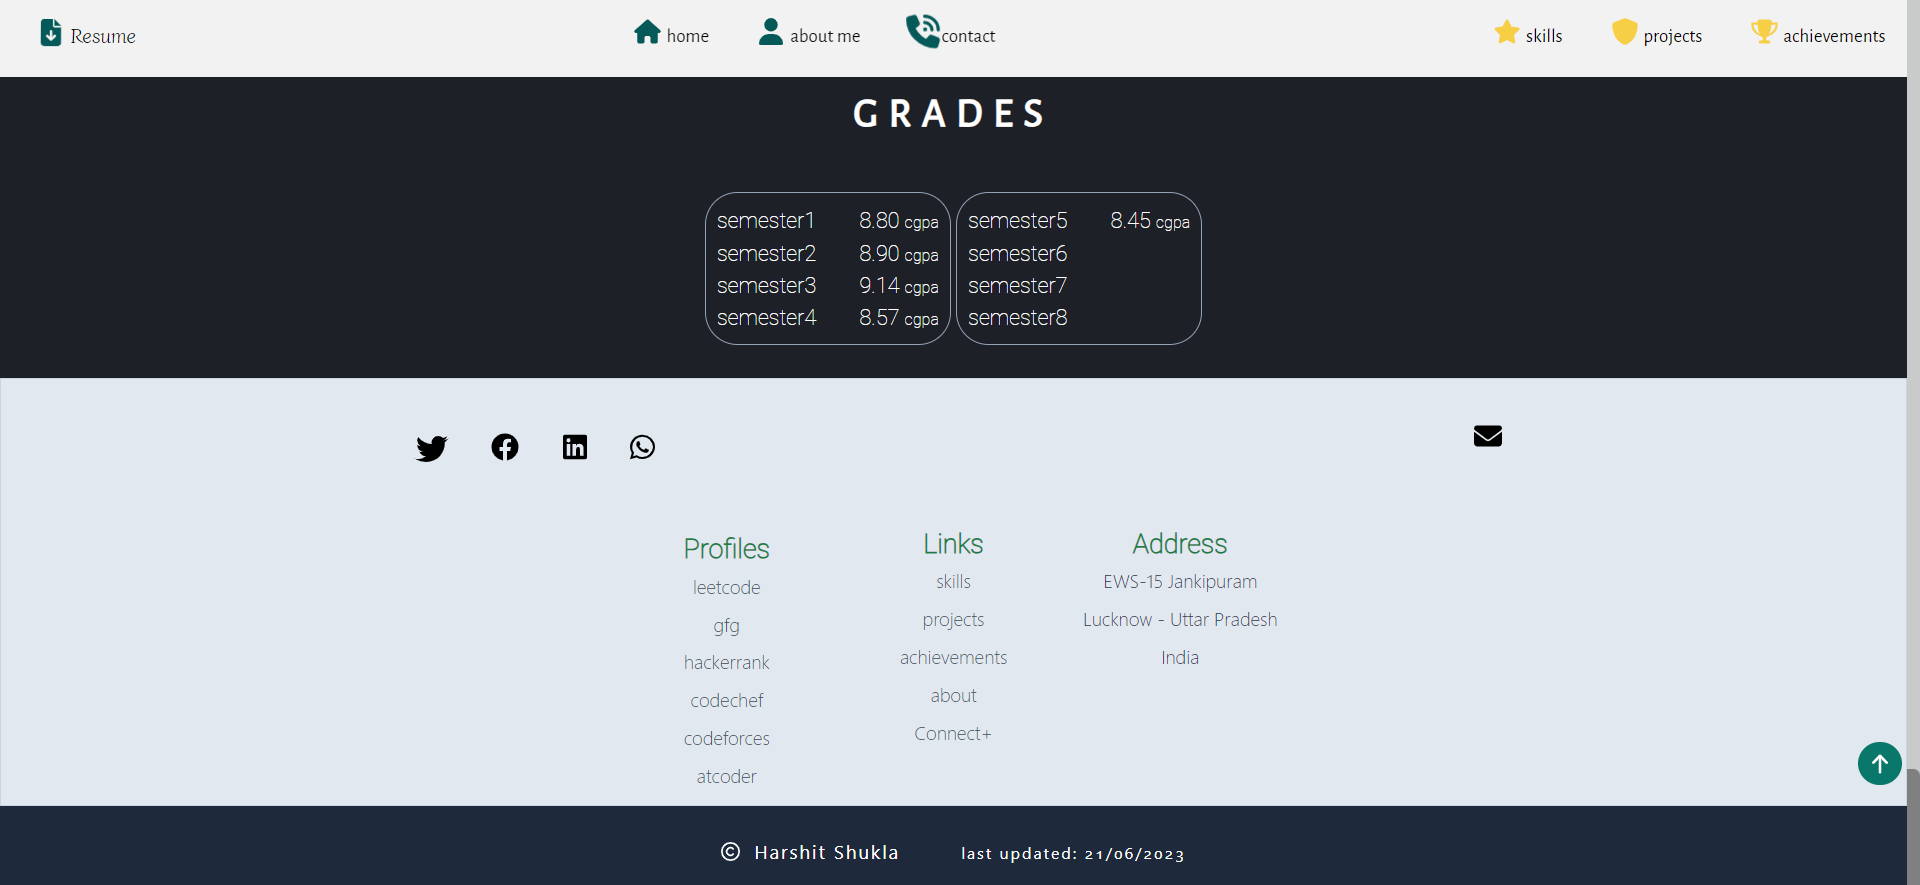 Resume
home
about me
contact
skills
projects
achievements
GRADES
semester1 8.80 cgpa
semester2 8.90 cgpa
semester3 9.14 cgpa
semester4 8.57 cgpa
semester5 8.45 cgpa
semester6
semester7
semester8
Profiles
leetcode
gfg
hackerrank
codechef
codeforces
atcoder
Links
skills
projects
achievements
about
Connect+
Address
EWS-15 Jankipuram
Lucknow - Uttar Pradesh
India
© Harshit Shukla
last updated: 21/06/2023